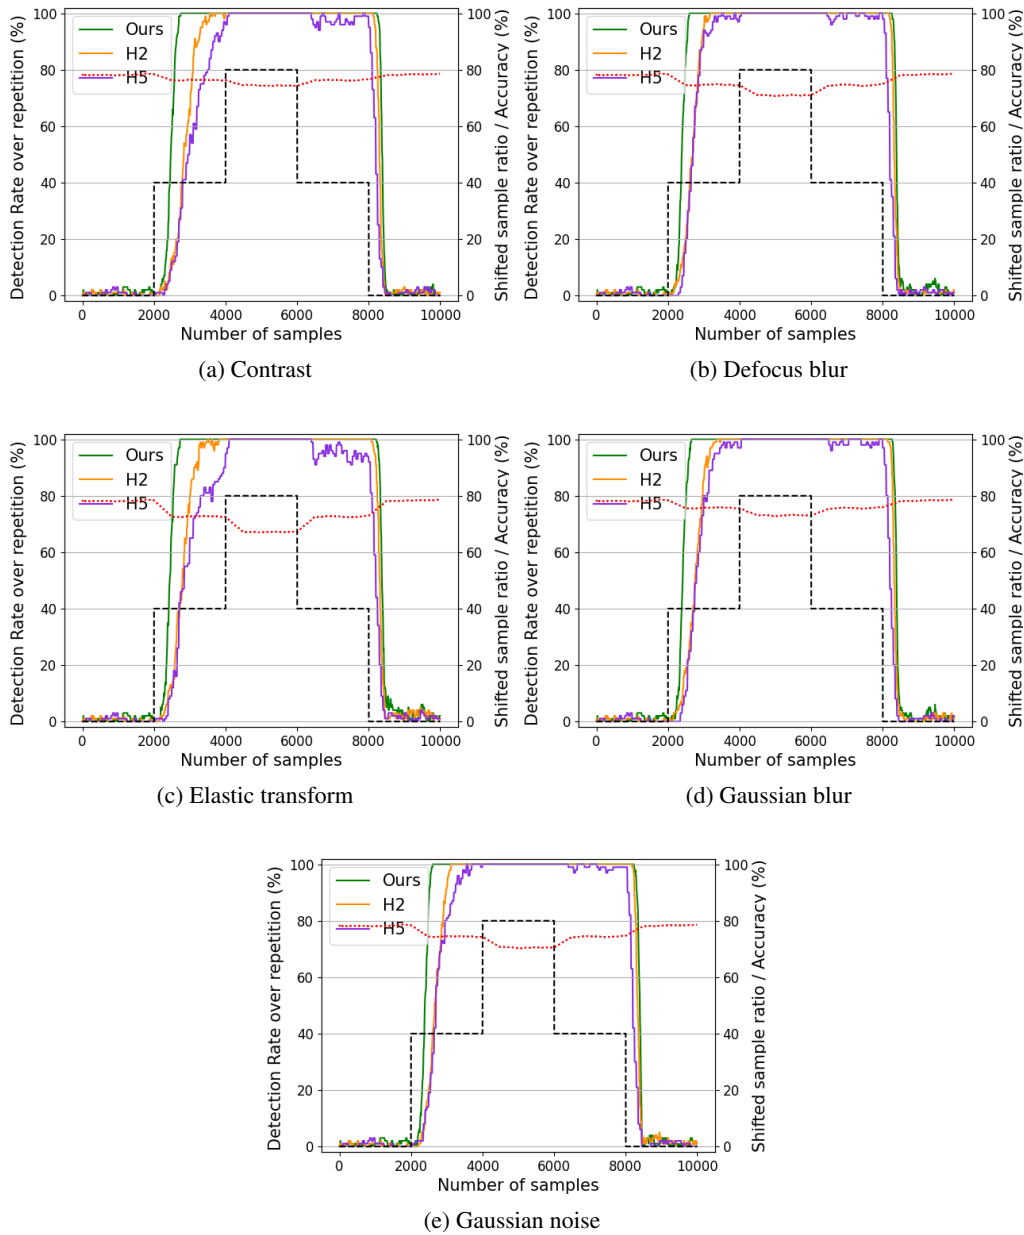 Detection Rate over repetition (%)
100
80
60
40
20
0
Ours
H2
H5
100
80
60
40
20
0
Shifted sample ratio / Accuracy (%)
0 2000 4000 6000 8000 10000
Number of samples
(a) Contrast
Detection Rate over repetition (%)
100
80
60
40
20
0
Ours
H2
H5
100
80
60
40
20
0
Shifted sample ratio / Accuracy (%)
0 2000 4000 6000 8000 10000
Number of samples
(b) Defocus blur
Detection Rate over repetition (%)
100
80
60
40
20
0
Ours
H2
H5
100
80
60
40
20
0
Shifted sample ratio / Accuracy (%)
0 2000 4000 6000 8000 10000
Number of samples
(c) Elastic transform
Detection Rate over repetition (%)
100
80
60
40
20
0
Ours
H2
H5
100
80
60
40
20
0
Shifted sample ratio / Accuracy (%)
0 2000 4000 6000 8000 10000
Number of samples
(d) Gaussian blur
Detection Rate over repetition (%)
100
80
60
40
20
0
Ours
H2
H5
100
80
60
40
20
0
Shifted sample ratio / Accuracy (%)
0 2000 4000 6000 8000 10000
Number of samples
(e) Gaussian noise